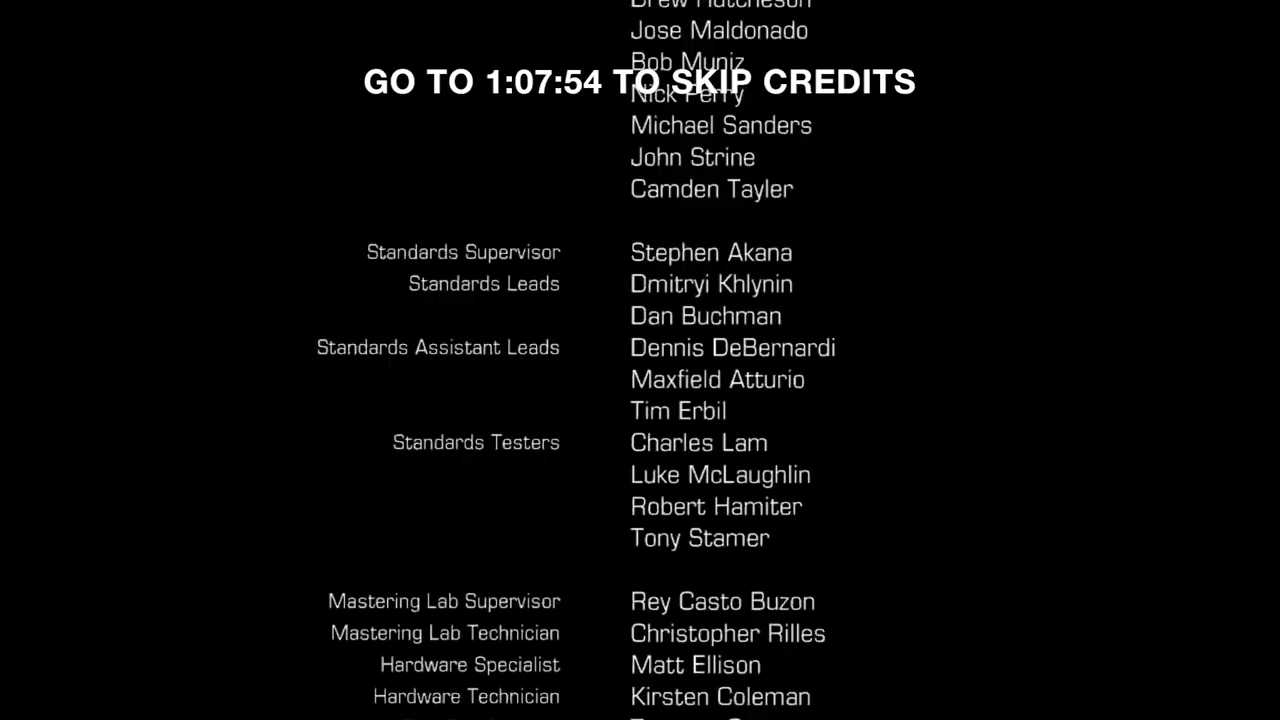 Drew Hutcheson
Jose Maldonado
Bob Muniz
GO TO 1:07:54 TO SKIP CREDITS
Nick Perry
Michael Sanders
John Strine
Camden Tayler
Standards Supervisor Stephen Akana
Standards Leads Dmitryi Khlynin
Dan Buchman
Standards Assistant Leads Dennis DeBernardi
Maxfield Atturio
Tim Erbil
Standards Testers Charles Lam
Luke McLaughlin
Robert Hamiter
Tony Stamer
Mastering Lab Supervisor Rey Casto Buzon
Mastering Lab Technician Christopher Rilles
Hardware Specialist Matt Ellison
Hardware Technician Kirsten Coleman